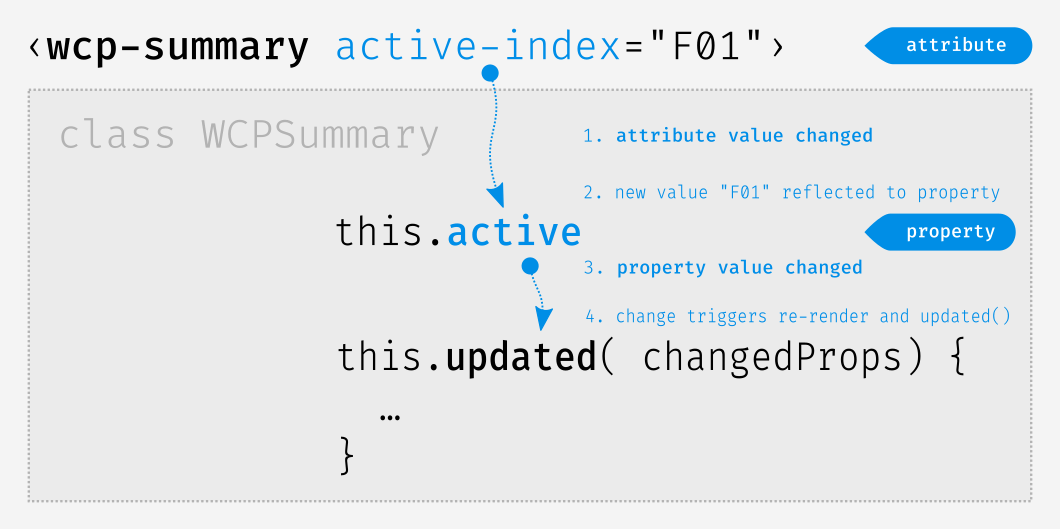 ‹wcp-summary active-index="F01"›
attribute
class WCPSummary
1. attribute value changed
2. new value "F01" reflected to property
this.active
property
3. property value changed
4. change triggers re-render and updated()
this.updated( changedProps) {
…
}